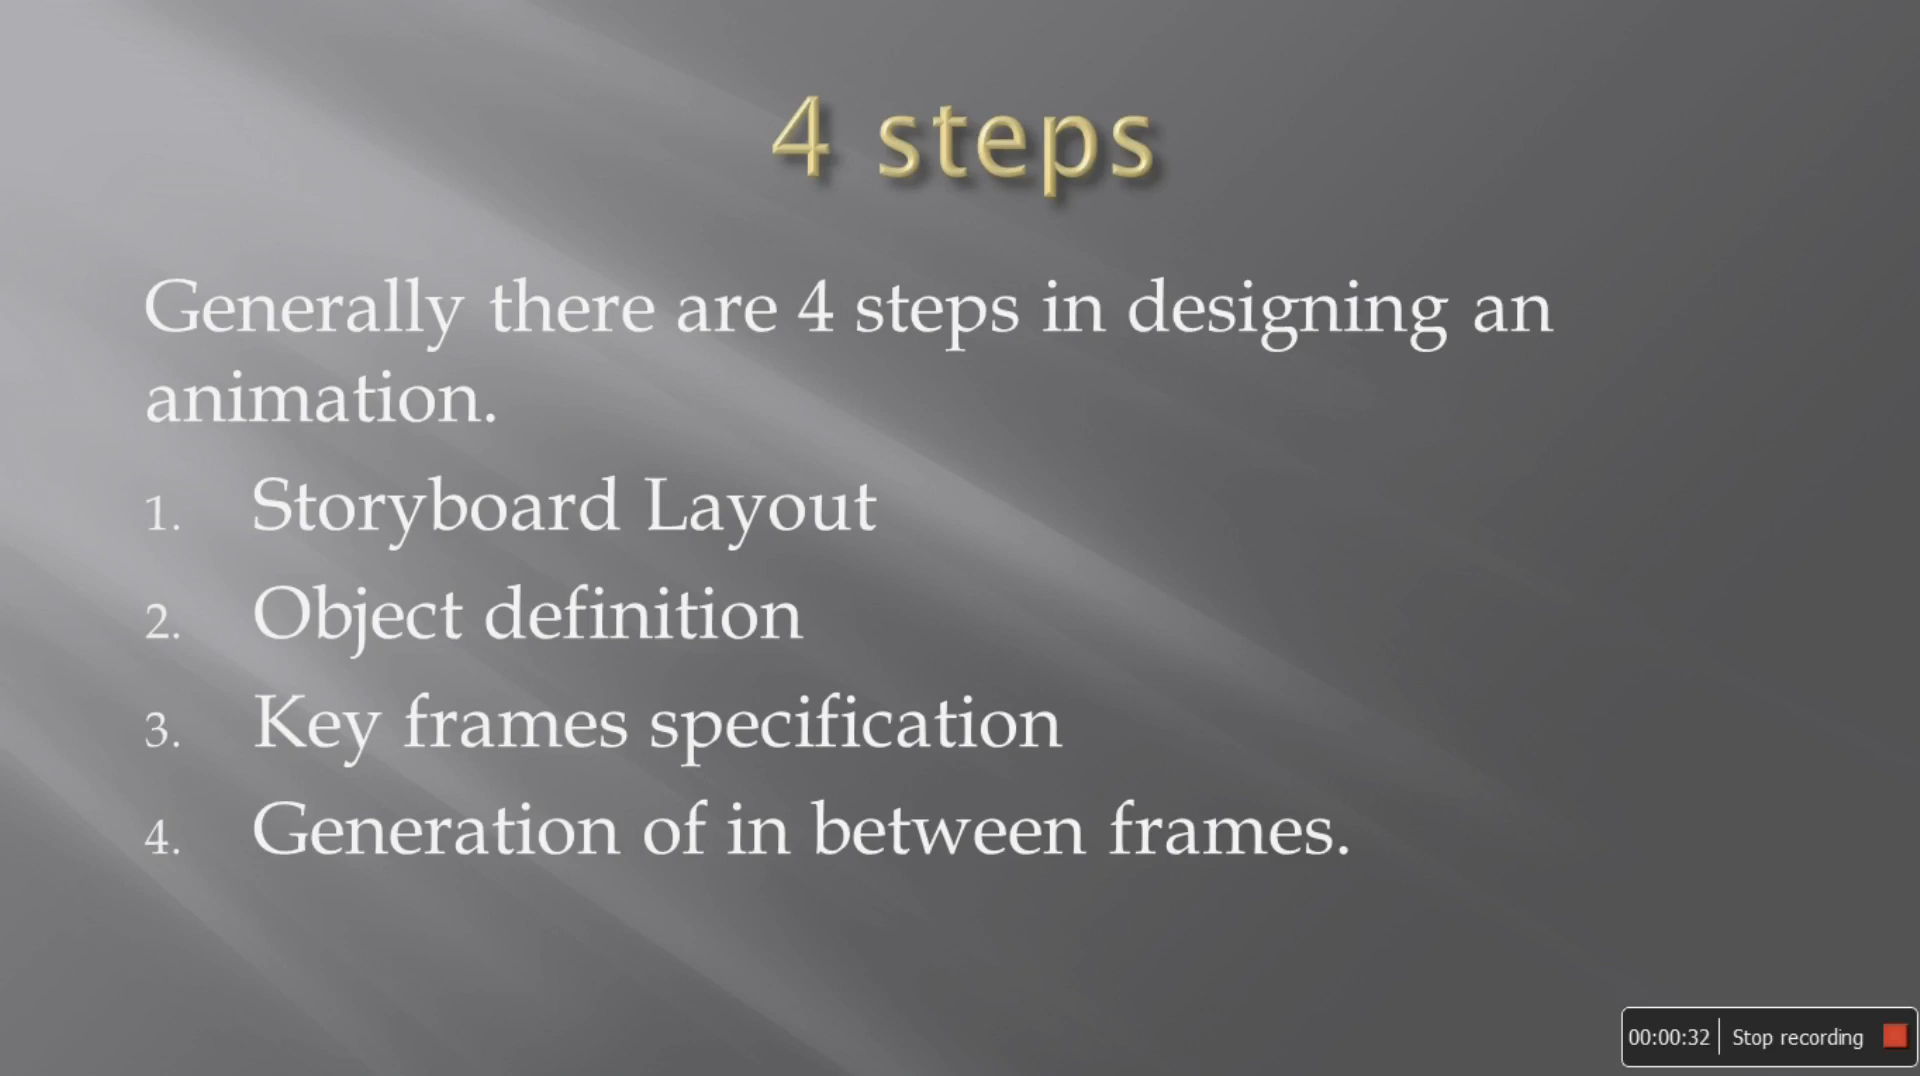 4 steps
Generally there are 4 steps in designing an
animation.
1. Storyboard Layout
2. Object definition
3. Key frames specification
4. Generation of in between frames.
00:00:32 Stop recording